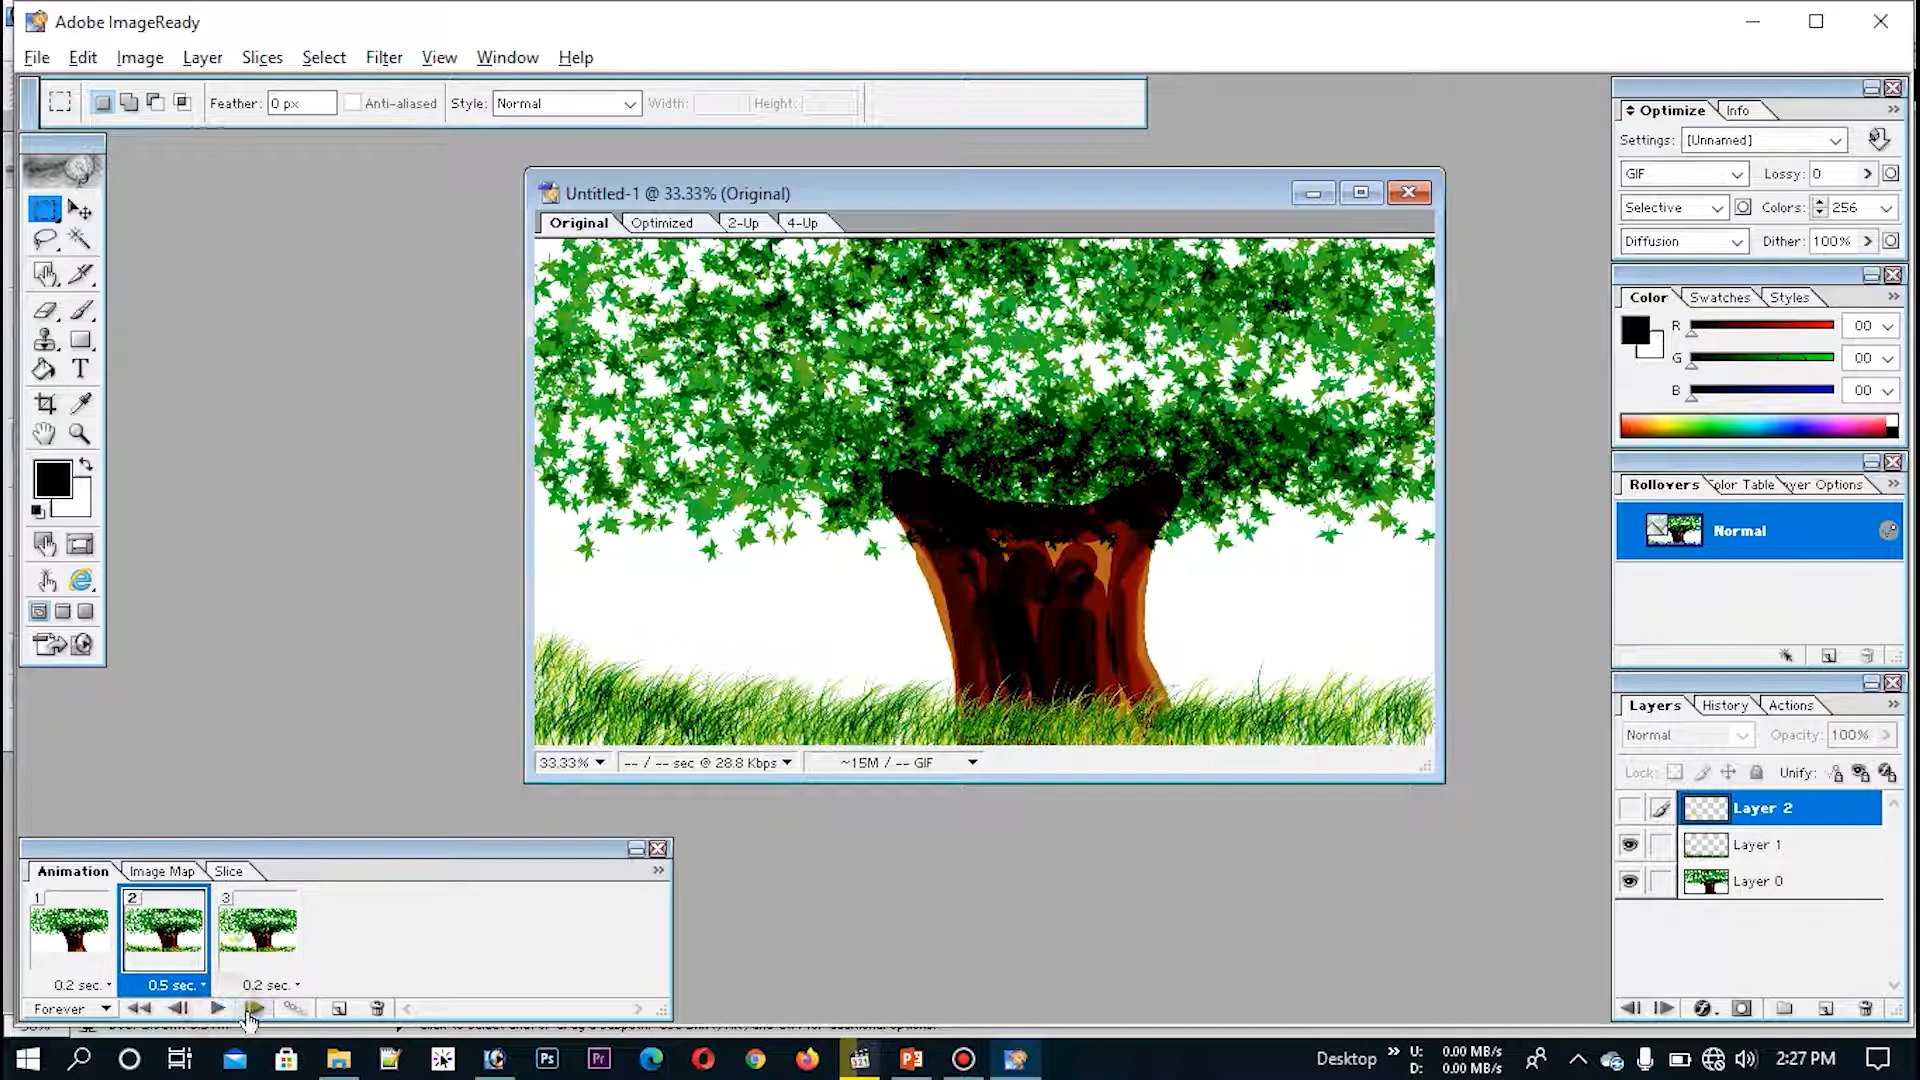 Adobe ImageReady
File Edit Image Layer Slices Select Filter View Window Help
Feather: 0 px Anti-aliased Style: Normal Width: Height:
Optimize Info
Settings: [Unnamed]
GIF Lossy: 0
Selective Colors: 256
Diffusion Dither: 100%
Untitled-1 @ 33.33% (Original)
Original Optimized 2-Up 4-Up
Color Swatches Styles
R 00
G 00
B 00
Rollovers olor Table ayer Options
Normal
Layers History Actions
Normal Opacity: 100%
Lock: Unify:
Layer 2
Layer 1
Layer 0
33.33% -- / -- sec @ 28.8 Kbps ~15M / -- GIF
Animation Image Map Slice
1 2 3
0.2 sec. 0.5 sec. 0.2 sec.
Forever
T
Ps Pr
Desktop
U: 0.00 MB/s
D: 0.00 MB/s
2:27 PM